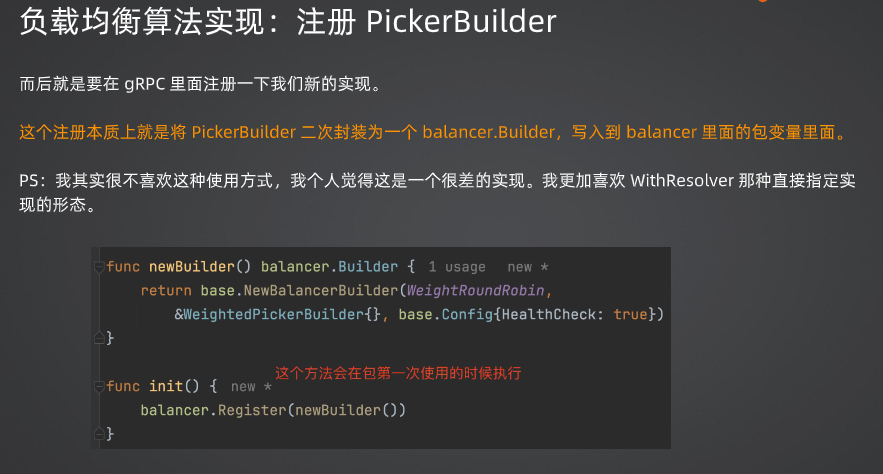 负载均衡算法实现：注册 PickerBuilder
而后就是要在 gRPC 里面注册一下我们新的实现。
这个注册本质上就是将 PickerBuilder 二次封装为一个 balancer.Builder，写入到 balancer 里面的包变量里面。
PS：我其实很不喜欢这种使用方式，我个人觉得这是一个很差的实现。我更加喜欢 WithResolver 那种直接指定实
现的形态。
func newBuilder() balancer.Builder { 1 usage new *
return base.NewBalancerBuilder(WeightRoundRobin,
&WeightedPickerBuilder{}, base.Config{HealthCheck: true})
}
这个方法会在包第一次使用的时候执行
func init() { new *
balancer.Register(newBuilder())
}